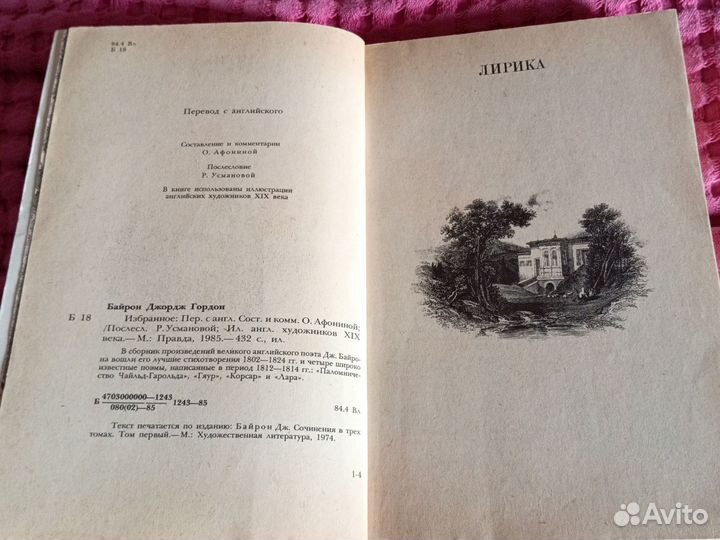 84.4 Вл
Б 18
Перевод с английского
Составление и комментарии
О. Афониной
Послесловие
Р. Усмановой
В книге использованы иллюстрации
английских художников XIX века
Байрон Джордж Гордон
Б 18 Избранное: Пер. с англ. Сост. и комм. О. Афониной;
/Послесл. Р.Усмановой; -Ил. англ. художников XIX
века.— М.: Правда, 1985.— 432 с., ил.
В сборник произведений великого английского поэта Дж. Байро-
на вошли его лучшие стихотворения 1802—1824 гг. и четыре широко
известные поэмы, написанные в период 1812—1814 гг.: «Паломниче-
ство Чайльд-Гарольда», «Гяур», «Корсар» и «Лара».
Б 4703000000—1243
080(02)—85 1243—85 84.4 Вл
Текст печатается по изданию: Байрон Дж. Сочинения в трех
томах. Том первый.— М.: Художественная литература, 1974.
1-4
ЛИРИКА
Avito